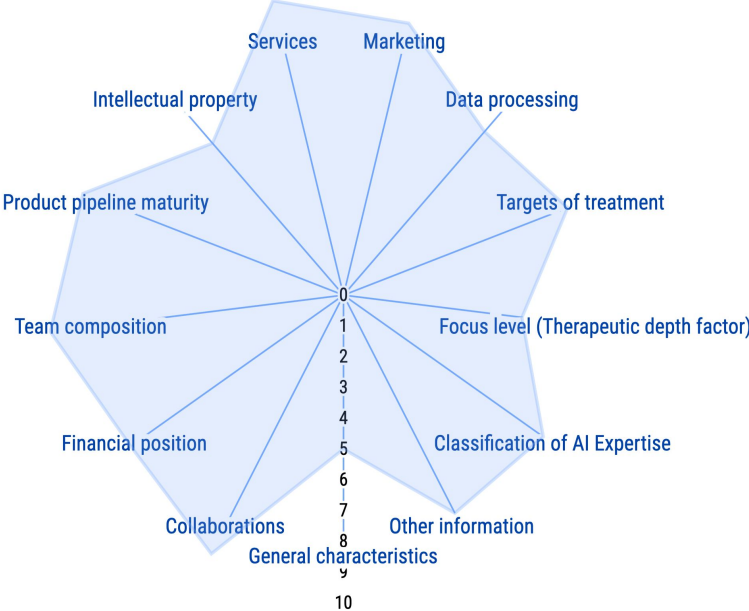 Services
Marketing
Intellectual property
Data processing
Product pipeline maturity
Targets of treatment
0
Team composition
1
Focus level (Therapeutic depth factor)
2
3
4
Financial position
5
Classification of AI Expertise
6
7
Collaborations
8
Other information
General characteristics
9
10